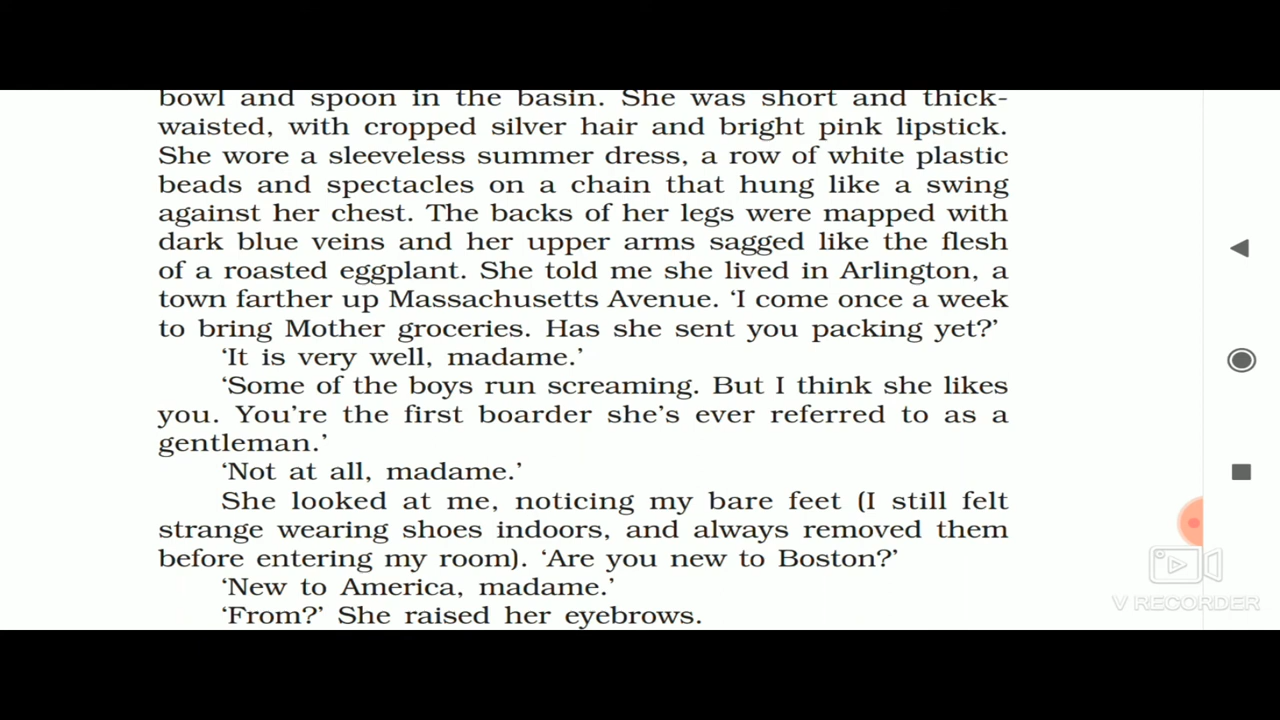 bowl and spoon in the basin. She was short and thick-
waisted, with cropped silver hair and bright pink lipstick.
She wore a sleeveless summer dress, a row of white plastic
beads and spectacles on a chain that hung like a swing
against her chest. The backs of her legs were mapped with
dark blue veins and her upper arms sagged like the flesh
of a roasted eggplant. She told me she lived in Arlington, a
town farther up Massachusetts Avenue. ‘I come once a week
to bring Mother groceries. Has she sent you packing yet?’
‘It is very well, madame.’
‘Some of the boys run screaming. But I think she likes
you. You’re the first boarder she’s ever referred to as a
gentleman.’
‘Not at all, madame.’
She looked at me, noticing my bare feet (I still felt
strange wearing shoes indoors, and always removed them
before entering my room). ‘Are you new to Boston?’
‘New to America, madame.’
‘From?’ She raised her eyebrows.
V RECORDER